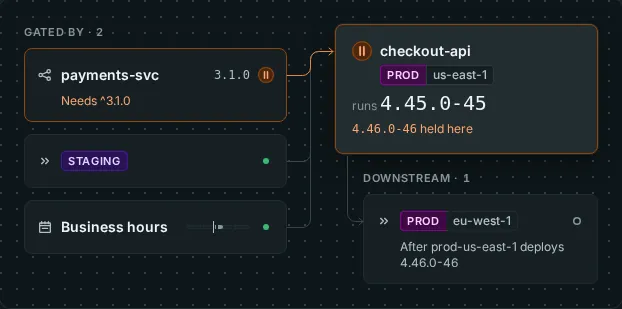 GATED BY · 2
payments-svc 3.1.0
Needs ^3.1.0
STAGING
Business hours
checkout-api
PROD us-east-1
runs 4.45.0-45
4.46.0-46 held here
DOWNSTREAM · 1
PROD eu-west-1
After prod-us-east-1 deploys
4.46.0-46